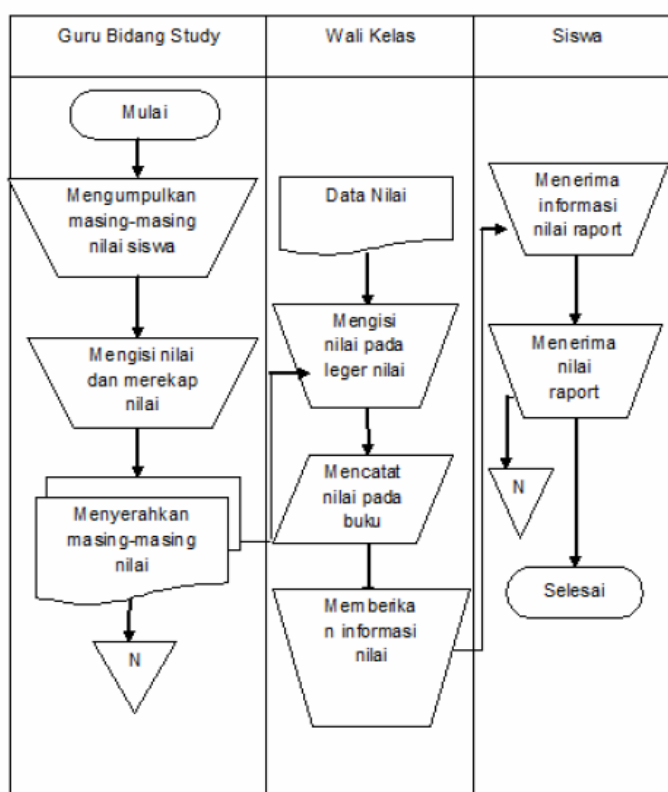 Guru Bidang Study
Wali Kelas
Siswa
Mulai
Mengumpulkan
masing-masing
nilai siswa
Mengisi nilai
dan merekap
nilai
Menyerahkan
masing-masing
nilai
N
Data Nilai
Mengisi
nilai pada
leger nilai
Mencatat
nilai pada
buku
Memberika
n informasi
nilai
Menerima
informasi
nilai raport
Menerima
nilai
raport
N
Selesai